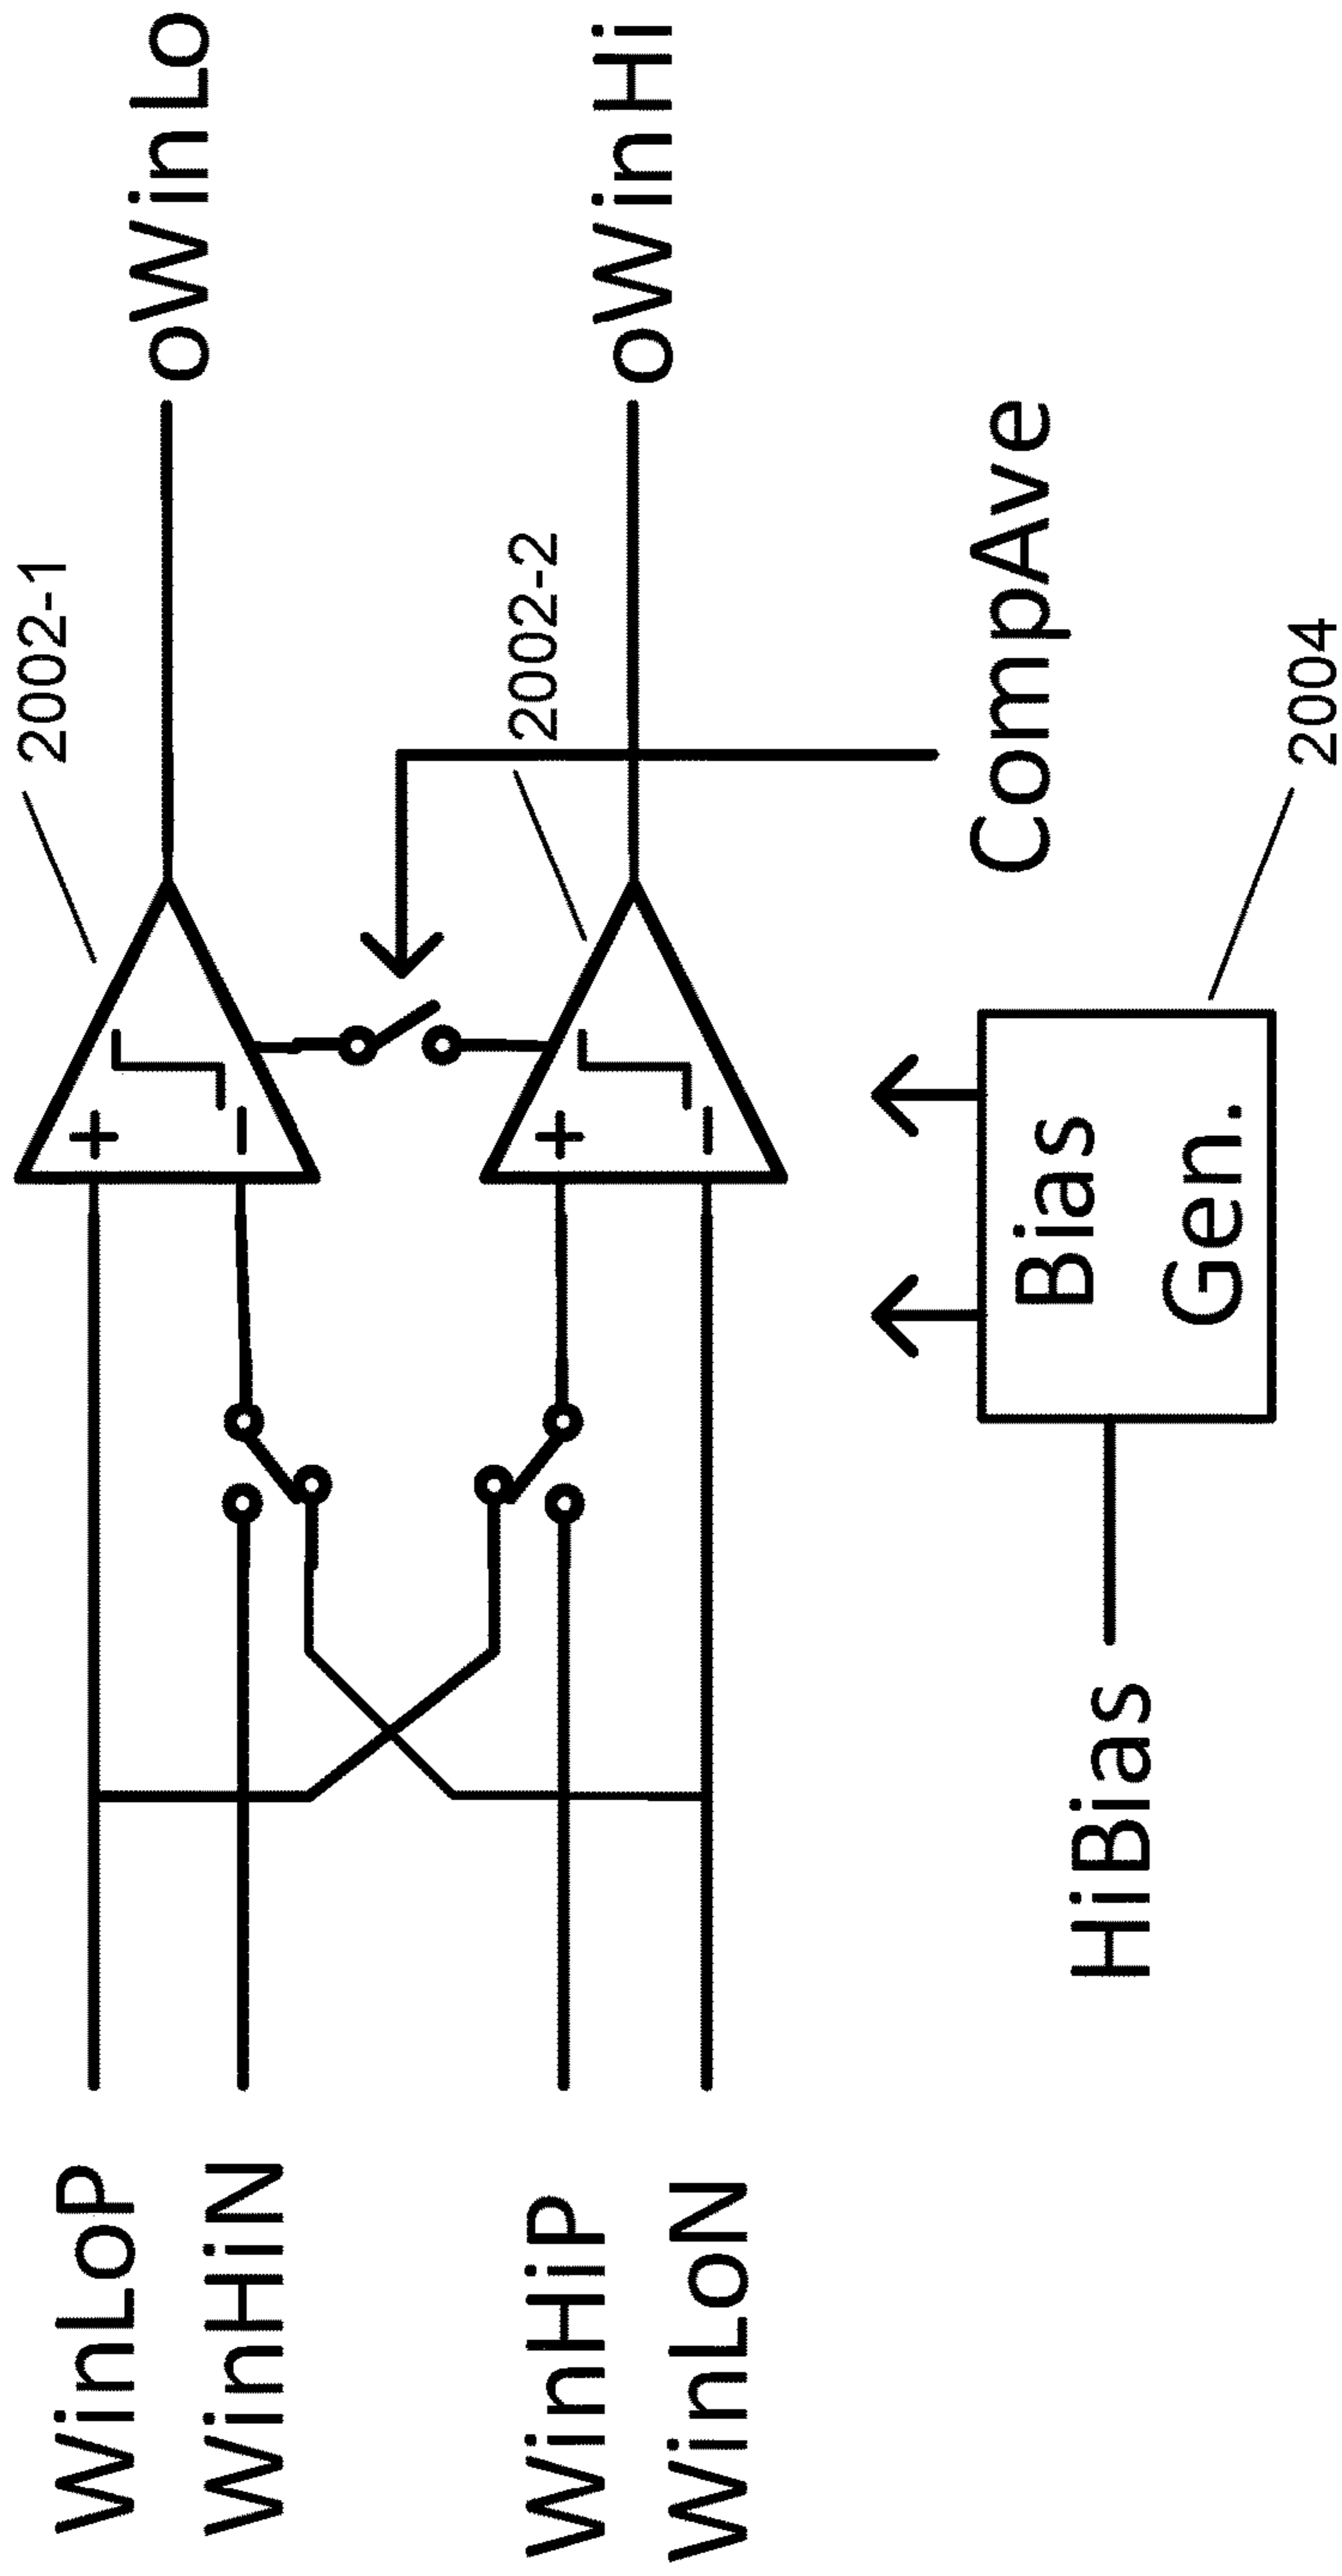 2002-1
oWinLo
WinLoP
+
WinHiN
−
2002-2
oWinHi
WinHiP
+
WinLoN
−
CompAve
HiBias
Bias
Gen.
2004